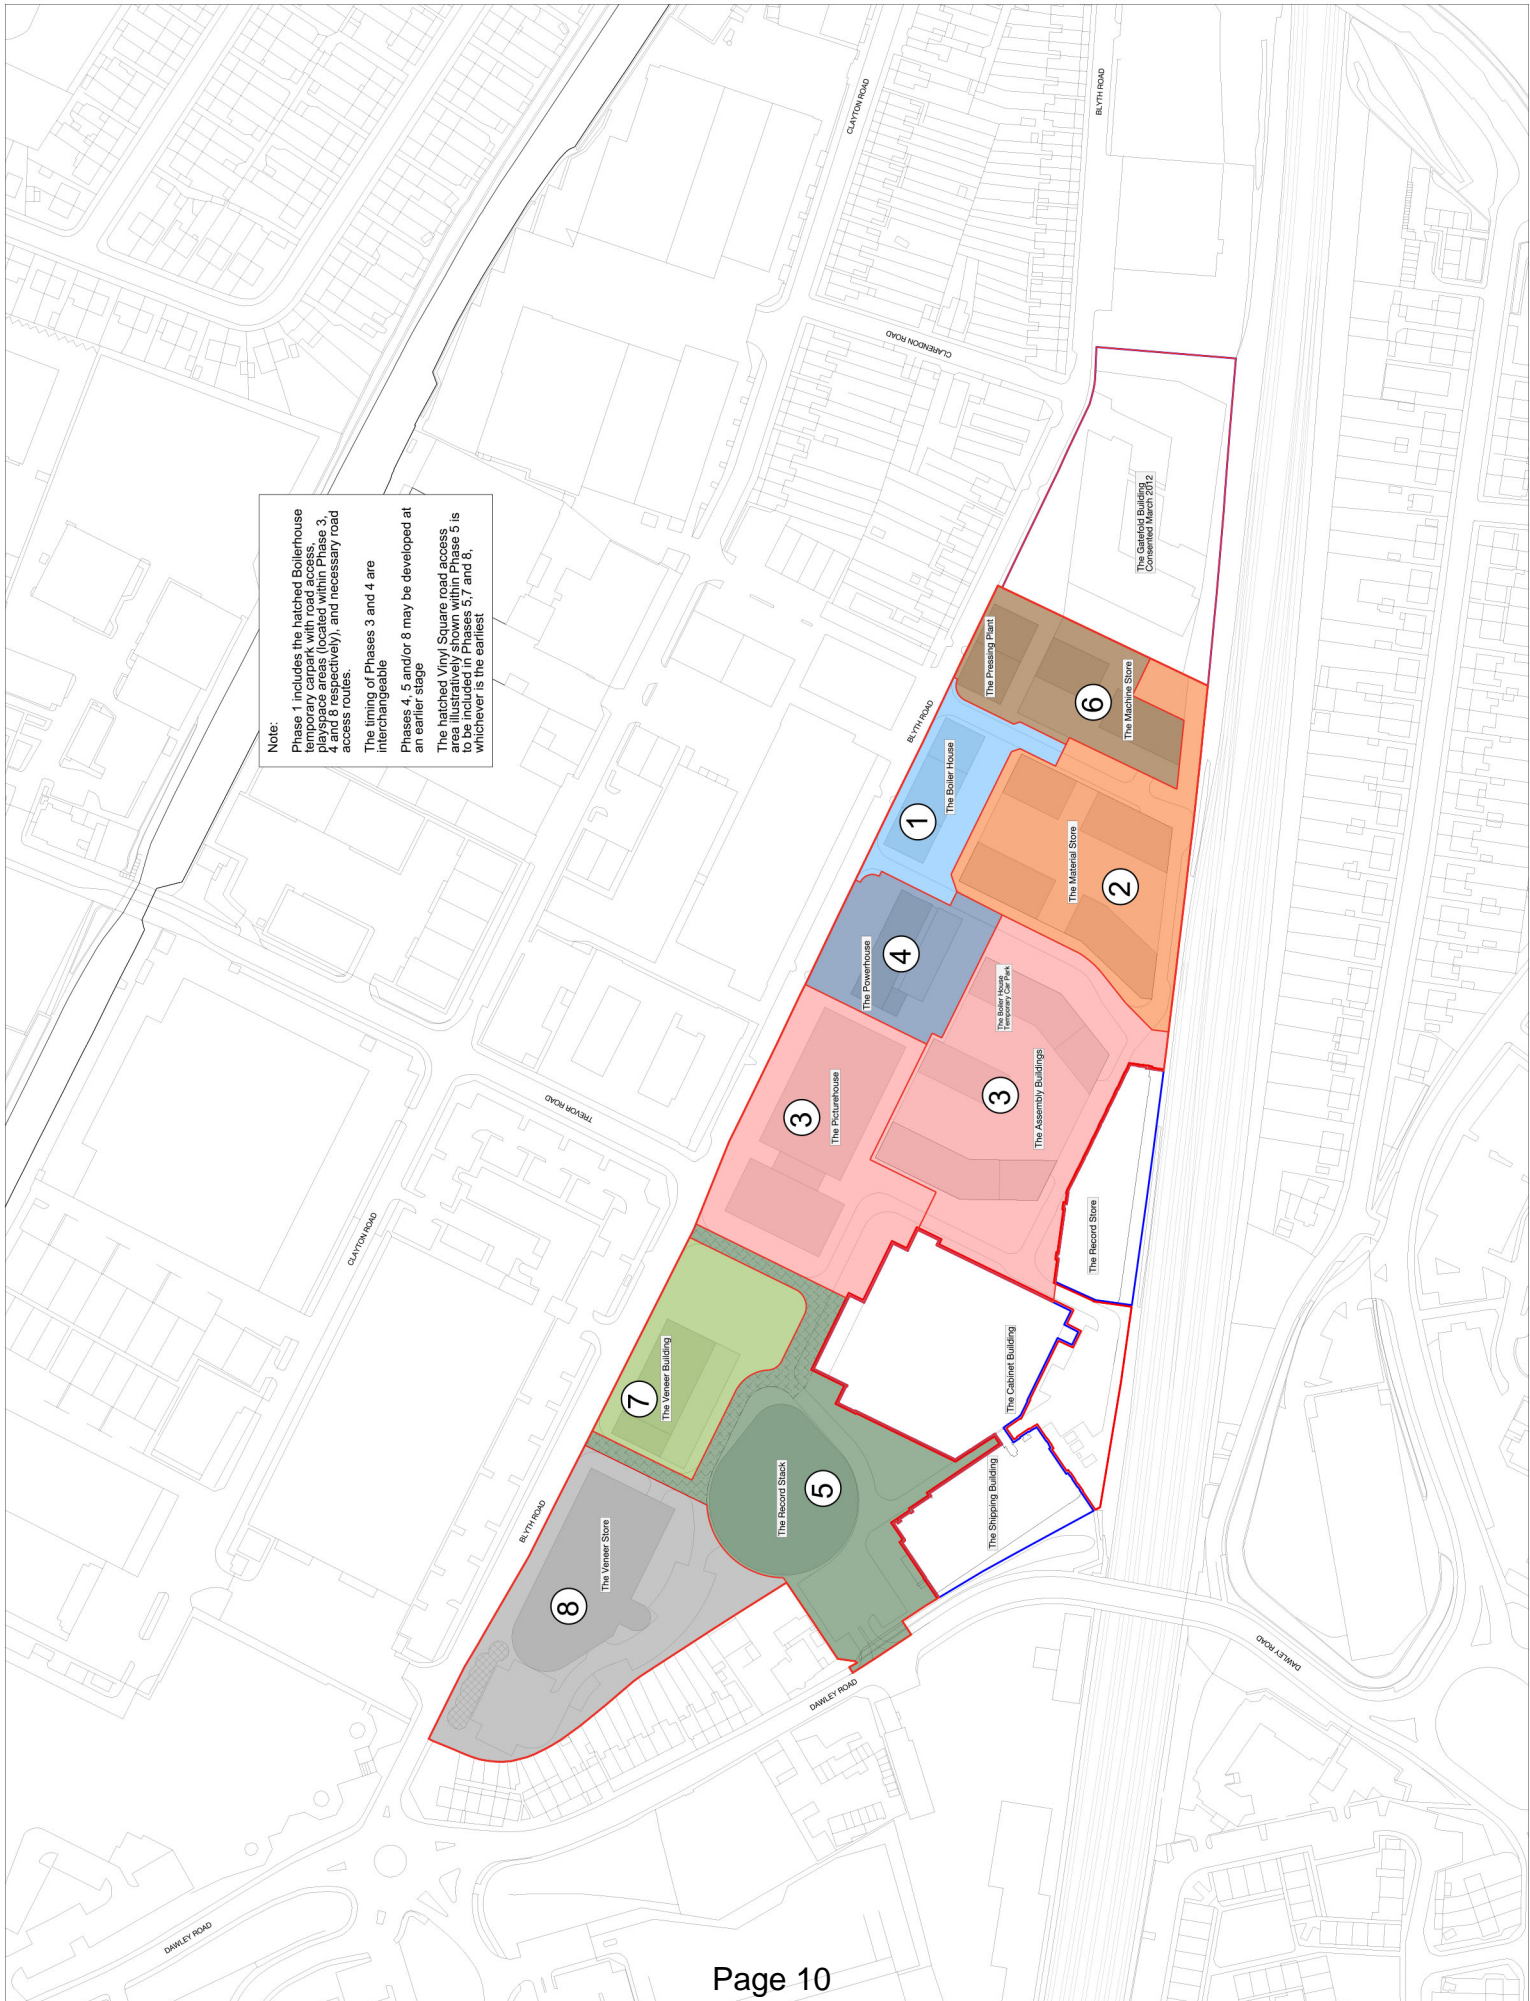 Note:
Phase 1 includes the hatched Boilerhouse
temporary carpark with road access,
playspace areas (located within Phase 3,
4 and 8 respectively), and necessary road
access routes.
The timing of Phases 3 and 4 are
interchangeable
Phases 4, 5 and/or 8 may be developed at
an earlier stage
The hatched Vinyl Square road access
area illustratively shown within Phase 5 is
to be included in Phases 5,7 and 8,
whichever is the earliest
DAWLEY ROAD
CLAYTON ROAD
TREVOR ROAD
CLARENDON ROAD
CLAYTON ROAD
BLYTH ROAD
BLYTH ROAD
BLYTH ROAD
DAWLEY ROAD
DAWLEY ROAD
8
The Veneer Store
7
The Veneer Building
The Record Stack
5
3
The Picturehouse
The Powerhouse
4
1
The Boiler House
The Pressing Plant
6
The Machine Store
The Material Store
2
The Boiler House
Temporary Car Park
3
The Assembly Buildings
The Record Store
The Cabinet Building
The Shipping Building
The Gatefold Building
Consented March 2012
Page 10